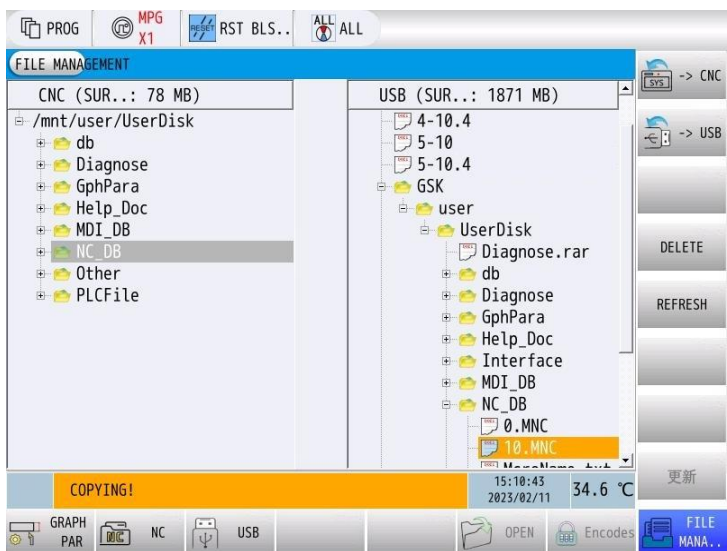 PROG
MPG
X1
RESET
RST BLS..
ALL
ALL
FILE MANAGEMENT
CNC (SUR..: 78 MB)
/mnt/user/UserDisk
db
Diagnose
GphPara
Help_Doc
MDI_DB
NC_DB
Other
PLCFile
USB (SUR..: 1871 MB)
4-10.4
5-10
5-10.4
GSK
user
UserDisk
Diagnose.rar
db
Diagnose
GphPara
Help_Doc
Interface
MDI_DB
NC_DB
0.MNC
10.MNC
SYS -> CNC
-> USB
DELETE
REFRESH
更新
COPYING!
15:10:43
2023/02/11
34.6 ℃
GRAPH
PAR
NC
NC
USB
OPEN
Encodes
FILE
MANA..